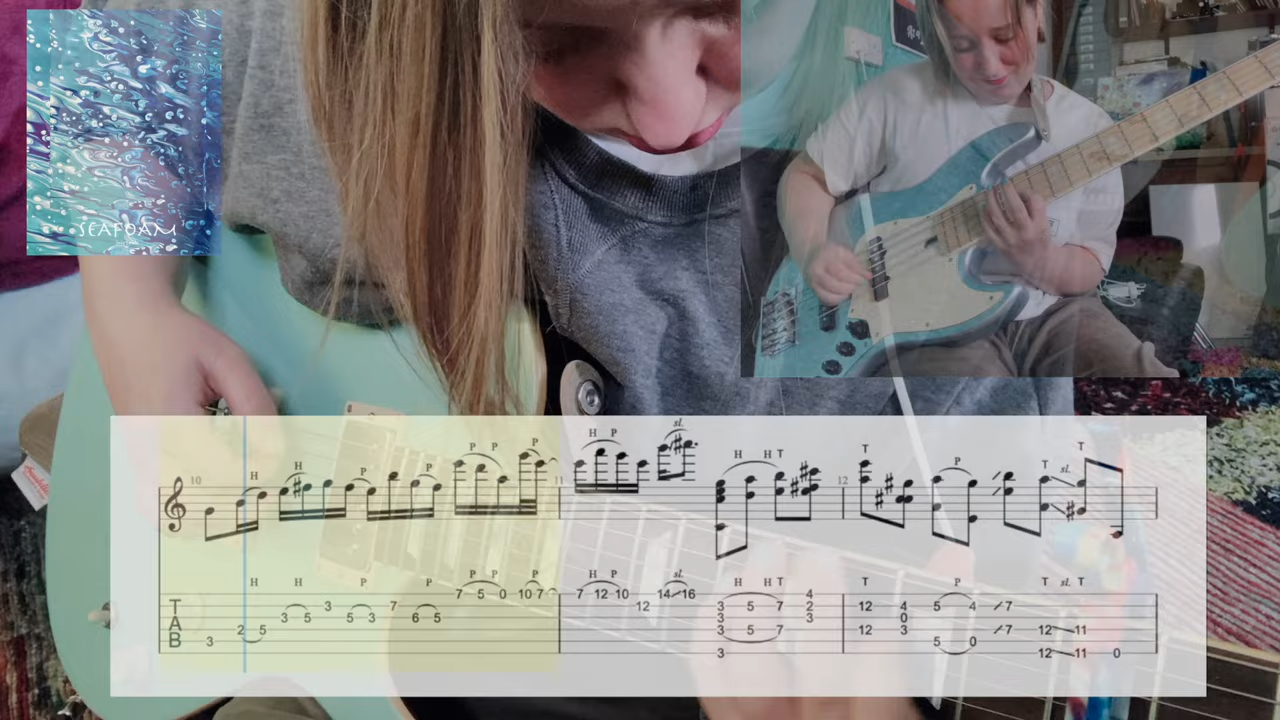 SEAFOAM
P P P H P sl.
H H P P H H T T P T sl. T
10 11 12
H H P P P P P H P sl. H H T T P T sl. T
7 5 0 10 7 7 12 10 14 16 4
T 3 7 12 3 5 7 2 12 4 5 4 7
A 3 5 5 3 6 5 3 3 0
2 5 3 5 7 12 3 7 12 11
B 3 5 0
3 12 11 0